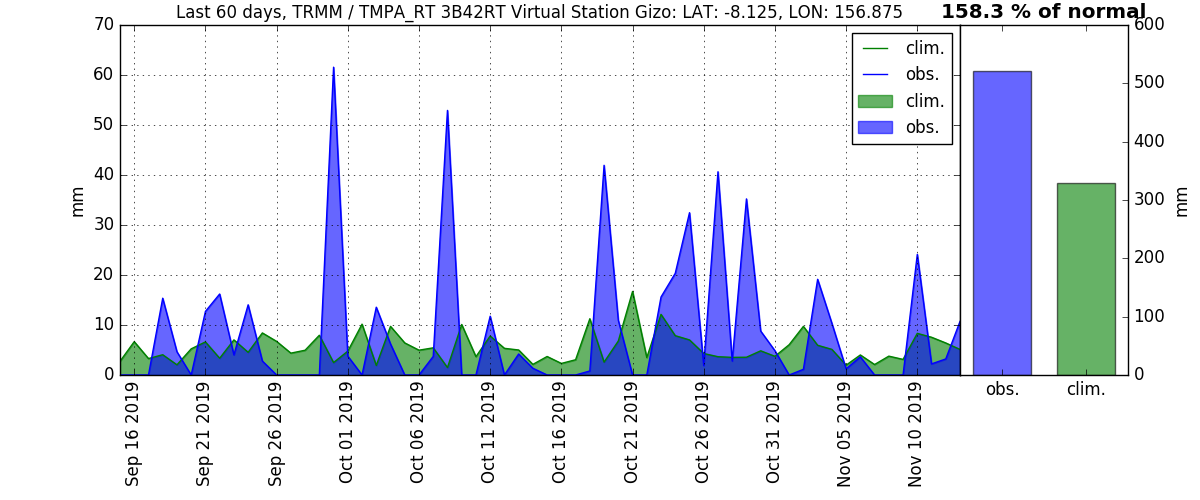 Last 60 days, TRMM / TMPA_RT 3B42RT Virtual Station Gizo: LAT: -8.125, LON: 156.875
158.3 % of normal
70
60
50
40
30
20
10
0
mm
clim.
obs.
clim.
obs.
Sep 16 2019
Sep 21 2019
Sep 26 2019
Oct 01 2019
Oct 06 2019
Oct 11 2019
Oct 16 2019
Oct 21 2019
Oct 26 2019
Oct 31 2019
Nov 05 2019
Nov 10 2019
600
500
400
300
200
100
0
mm
obs.
clim.